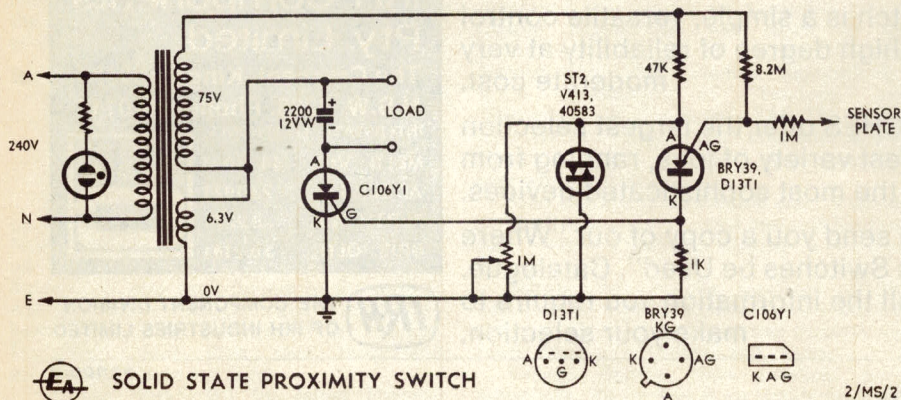 A
240V
N
E
75V
6.3V
0V
2200
12VW
+
-
LOAD
A
C106Y1
K
G
ST2,
V413,
40583
47K
8.2M
SENSOR
PLATE
1M
A
AG
BRY39,
D13T1
K
1M
1K
D13T1
A
K
G
BRY39
KG
K
AG
A
C106Y1
K A G
EA
SOLID STATE PROXIMITY SWITCH
2/MS/2